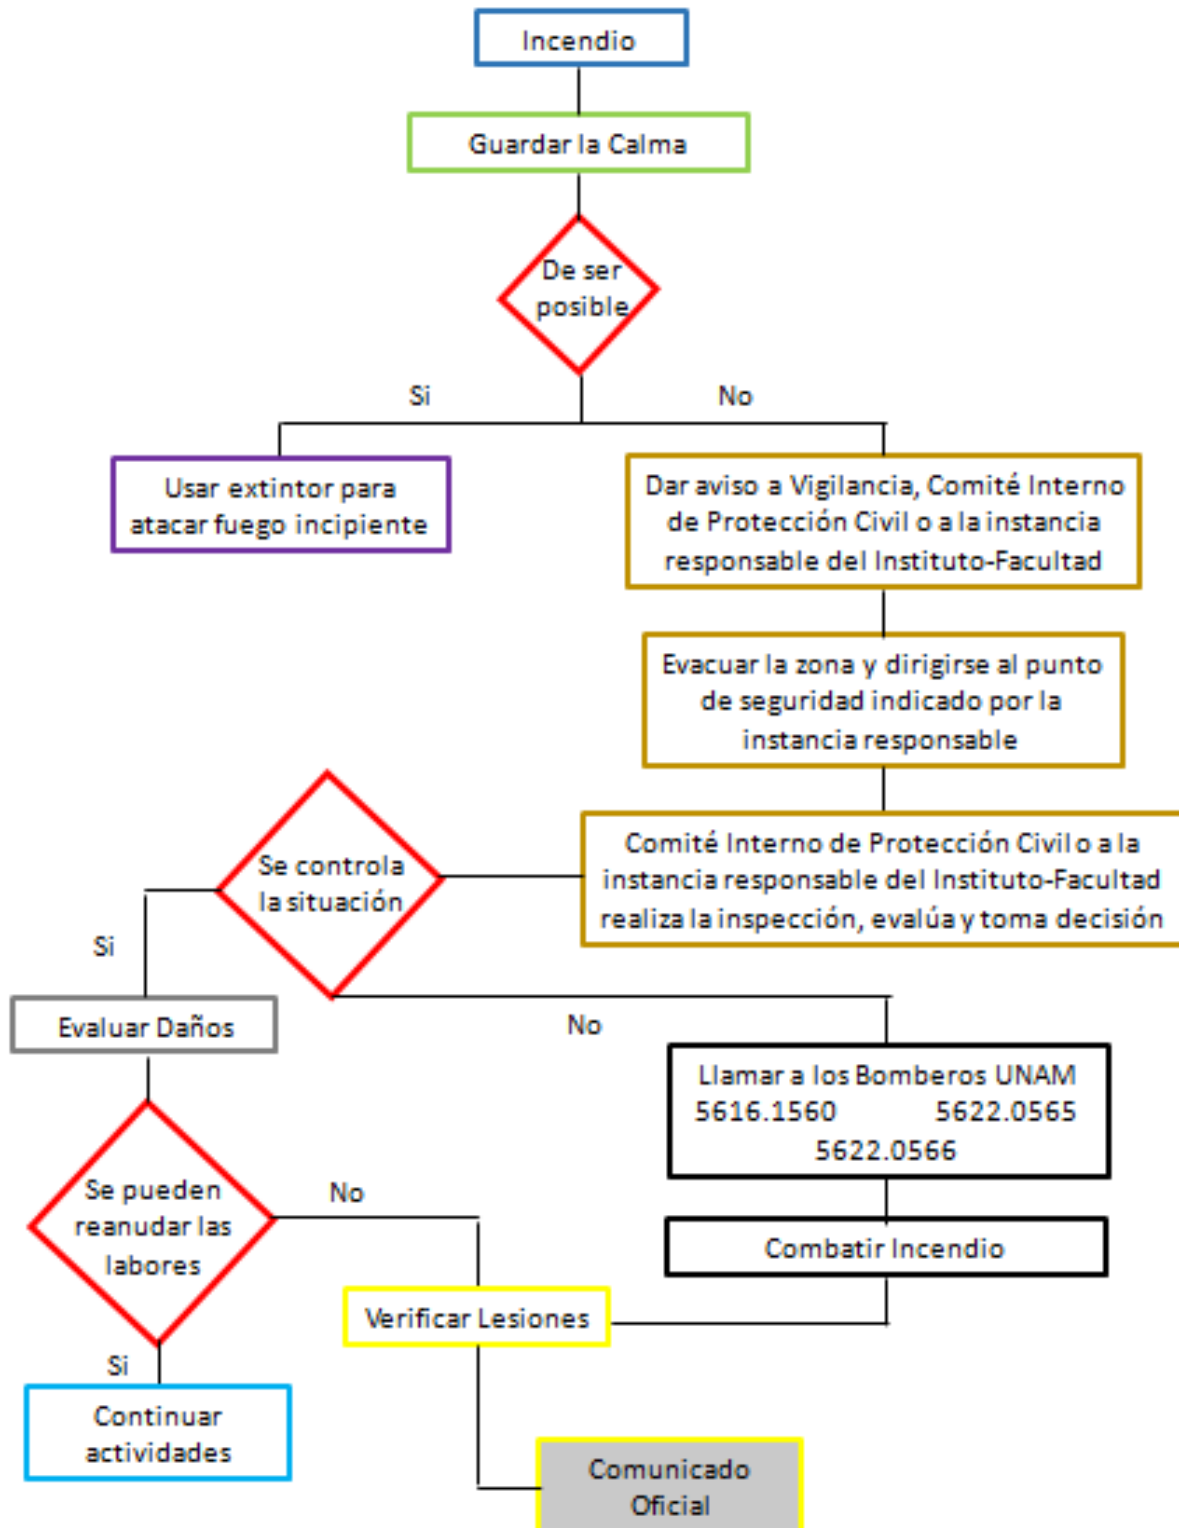 Incendio
Guardar la Calma
De ser
posible
Si
No
Usar extintor para
atacar fuego incipiente
Dar aviso a Vigilancia, Comité Interno
de Protección Civil o a la instancia
responsable del Instituto-Facultad
Evacuar la zona y dirigirse al punto
de seguridad indicado por la
instancia responsable
Comité Interno de Protección Civil o a la
instancia responsable del Instituto-Facultad
realiza la inspección, evalúa y toma decisión
Se controla
la situación
Si
No
Evaluar Daños
Llamar a los Bomberos UNAM
5616.1560 5622.0565
5622.0566
Se pueden
reanudar las
labores
No
Combatir Incendio
Verificar Lesiones
Si
Continuar
actividades
Comunicado
Oficial